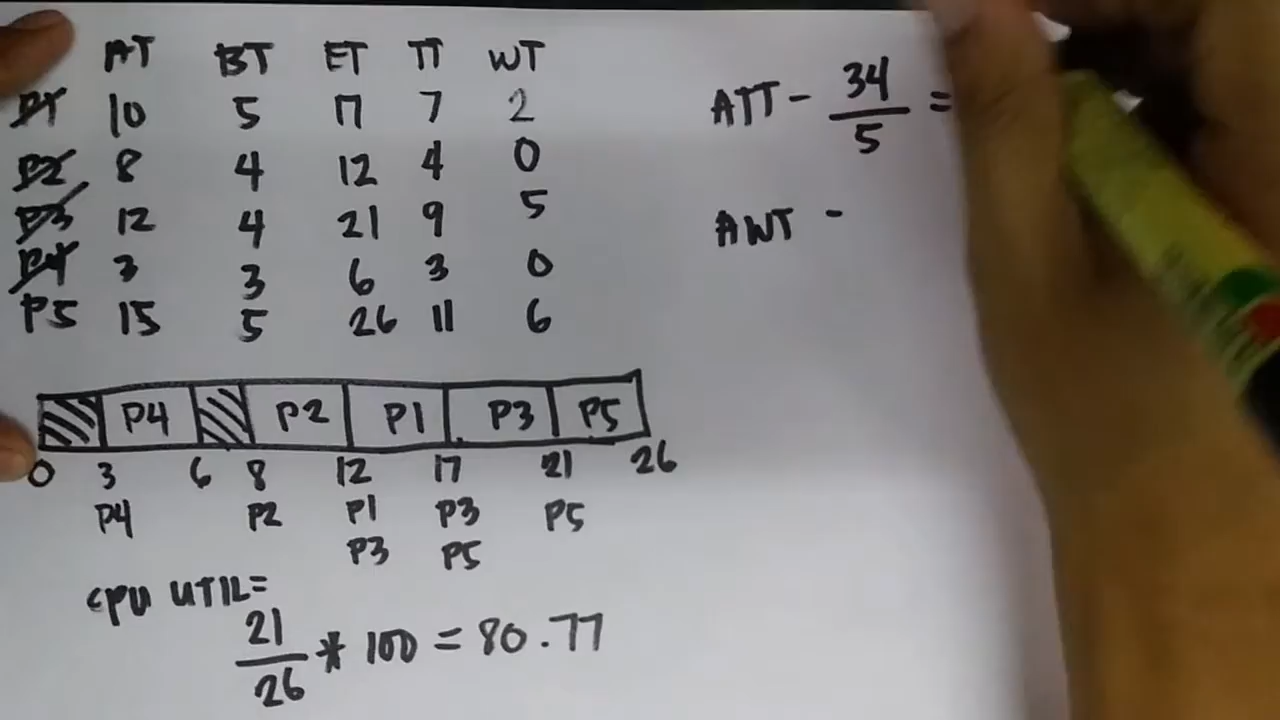 AT BT ET TT WT
P1 10 5 17 7 2
P2 8 4 12 4 0
P3 12 4 21 9 5
P4 3 3 6 3 0
P5 15 5 26 11 6
ATT - 34/5 =
AWT -
P4 P2 P1 P3 P5
0 3 6 8 12 17 21 26
P4 P2 P1 P3 P5
P3 P5
CPU UTIL=
21/26 * 100 = 80.77